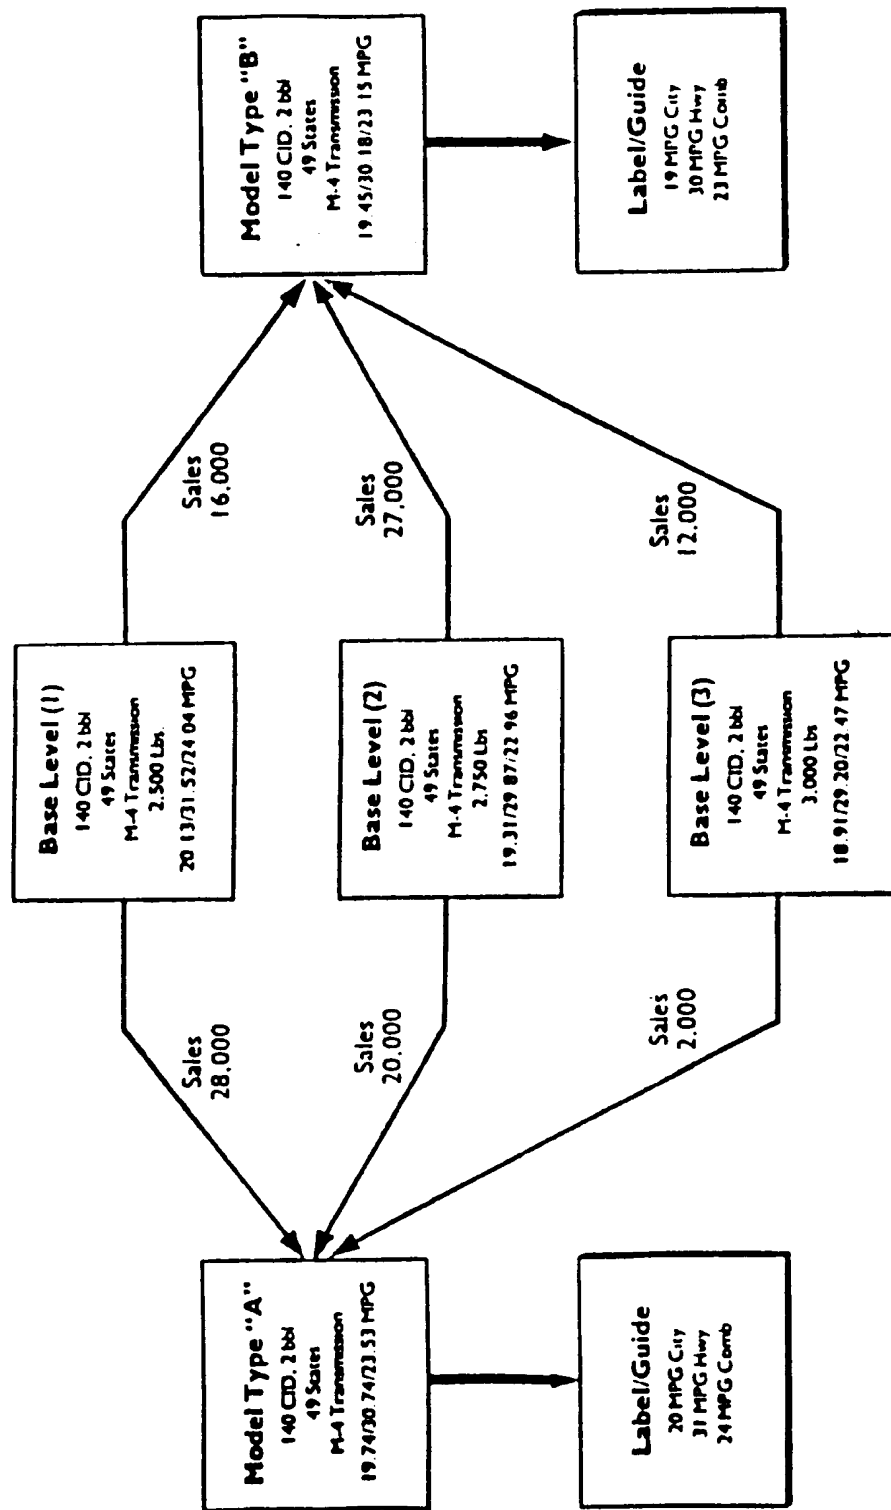 Model Type "A"
140 CID, 2 bbl
49 States
M-4 Transmission
19.74/30.74/23.53 MPG
Label/Guide
20 MPG City
31 MPG Hwy
24 MPG Comb
Sales
28,000
Sales
20,000
Sales
2,000
Base Level (1)
140 CID, 2 bbl
49 States
M-4 Transmission
2,500 Lbs.
20 13/31.52/24 04 MPG
Base Level (2)
140 CID, 2 bbl
49 States
M-4 Transmission
2,750 Lbs
19.31/29 87/22 96 MPG
Base Level (3)
140 CID, 2 bbl
49 States
M-4 Transmission
3,000 Lbs
18.91/29.20/22 47 MPG
Sales
16,000
Sales
27,000
Sales
12,000
Model Type "B"
140 CID, 2 bbl
49 States
M-4 Transmission
19.45/30 18/23 15 MPG
Label/Guide
19 MPG City
30 MPG Hwy
23 MPG Comb